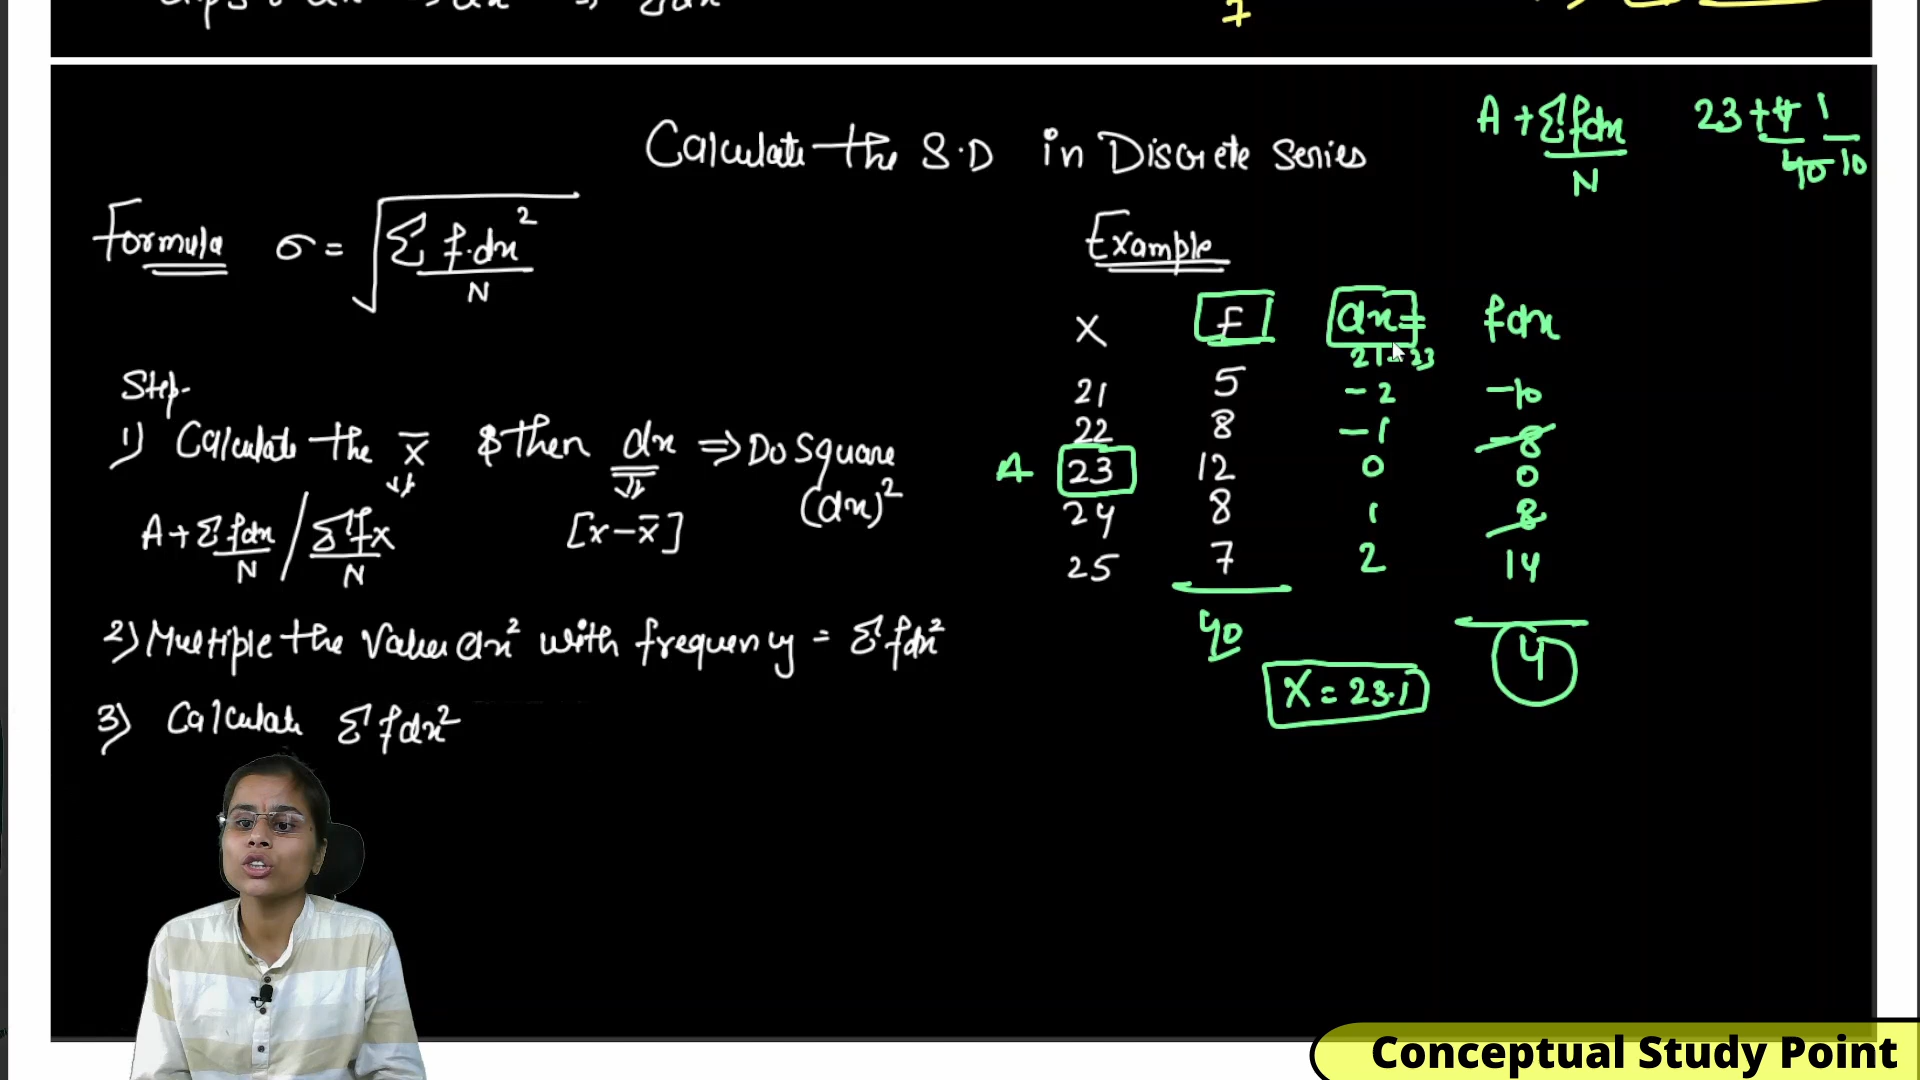 Calculate the S.D in Discrete Series
A + Σfdx / N
23 + 4 / 40 1 / 10
Formula σ = √ Σ f.dx² / N
Example
X f dx= fdx
21-23
21 5 -2 -10
22 8 -1 -8
A 23 12 0 0
24 8 1 8
25 7 2 14
40 4
X = 23.1
Step-
1) Calculate the x̄ & then dx ⇒ Do Square
(dx)²
A + Σfdx / N / Σfx / N [x - x̄]
2) Multiple the Value dx² with frequency = Σfdx²
3) Calculate Σfdx²
Conceptual Study Point